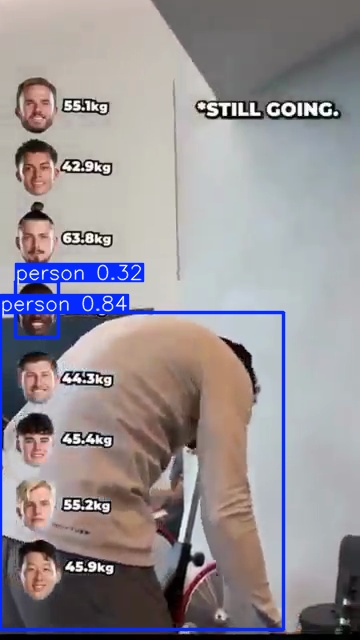 55.1kg
*STILL GOING.
42.9kg
63.8kg
person 0.32
person 0.84
44.3kg
45.4kg
55.2kg
45.9kg